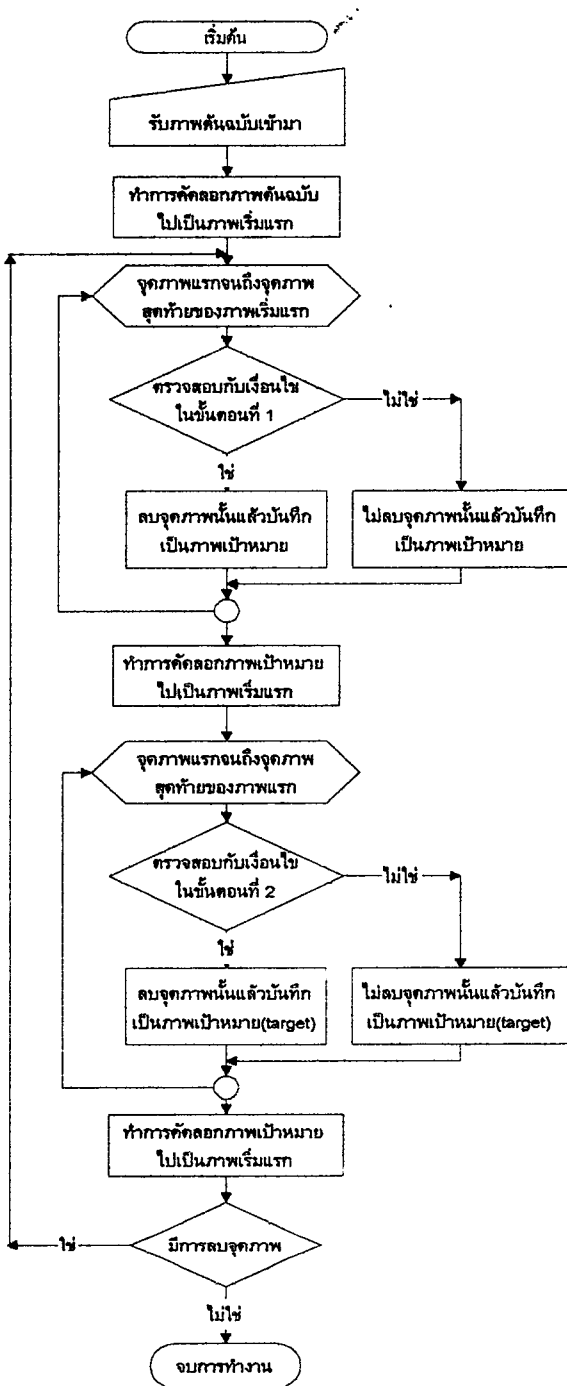 เริ่มต้น
รับภาพต้นฉบับเข้ามา
ทำการคัดลอกภาพต้นฉบับ
ไปเป็นภาพเริ่มแรก
จุดภาพแรกจนถึงจุดภาพ
สุดท้ายของภาพเริ่มแรก
ตรวจสอบกับเงื่อนไข
ในขั้นตอนที่ 1
ไม่ใช่
ใช่
ลบจุดภาพนั้นแล้วบันทึก
เป็นภาพเป้าหมาย
ไม่ลบจุดภาพนั้นแล้วบันทึก
เป็นภาพเป้าหมาย
ทำการคัดลอกภาพเป้าหมาย
ไปเป็นภาพเริ่มแรก
จุดภาพแรกจนถึงจุดภาพ
สุดท้ายของภาพแรก
ตรวจสอบกับเงื่อนไข
ในขั้นตอนที่ 2
ไม่ใช่
ใช่
ลบจุดภาพนั้นแล้วบันทึก
เป็นภาพเป้าหมาย(target)
ไม่ลบจุดภาพนั้นแล้วบันทึก
เป็นภาพเป้าหมาย(target)
ทำการคัดลอกภาพเป้าหมาย
ไปเป็นภาพเริ่มแรก
ใช่
มีการลบจุดภาพ
ไม่ใช่
จบการทำงาน